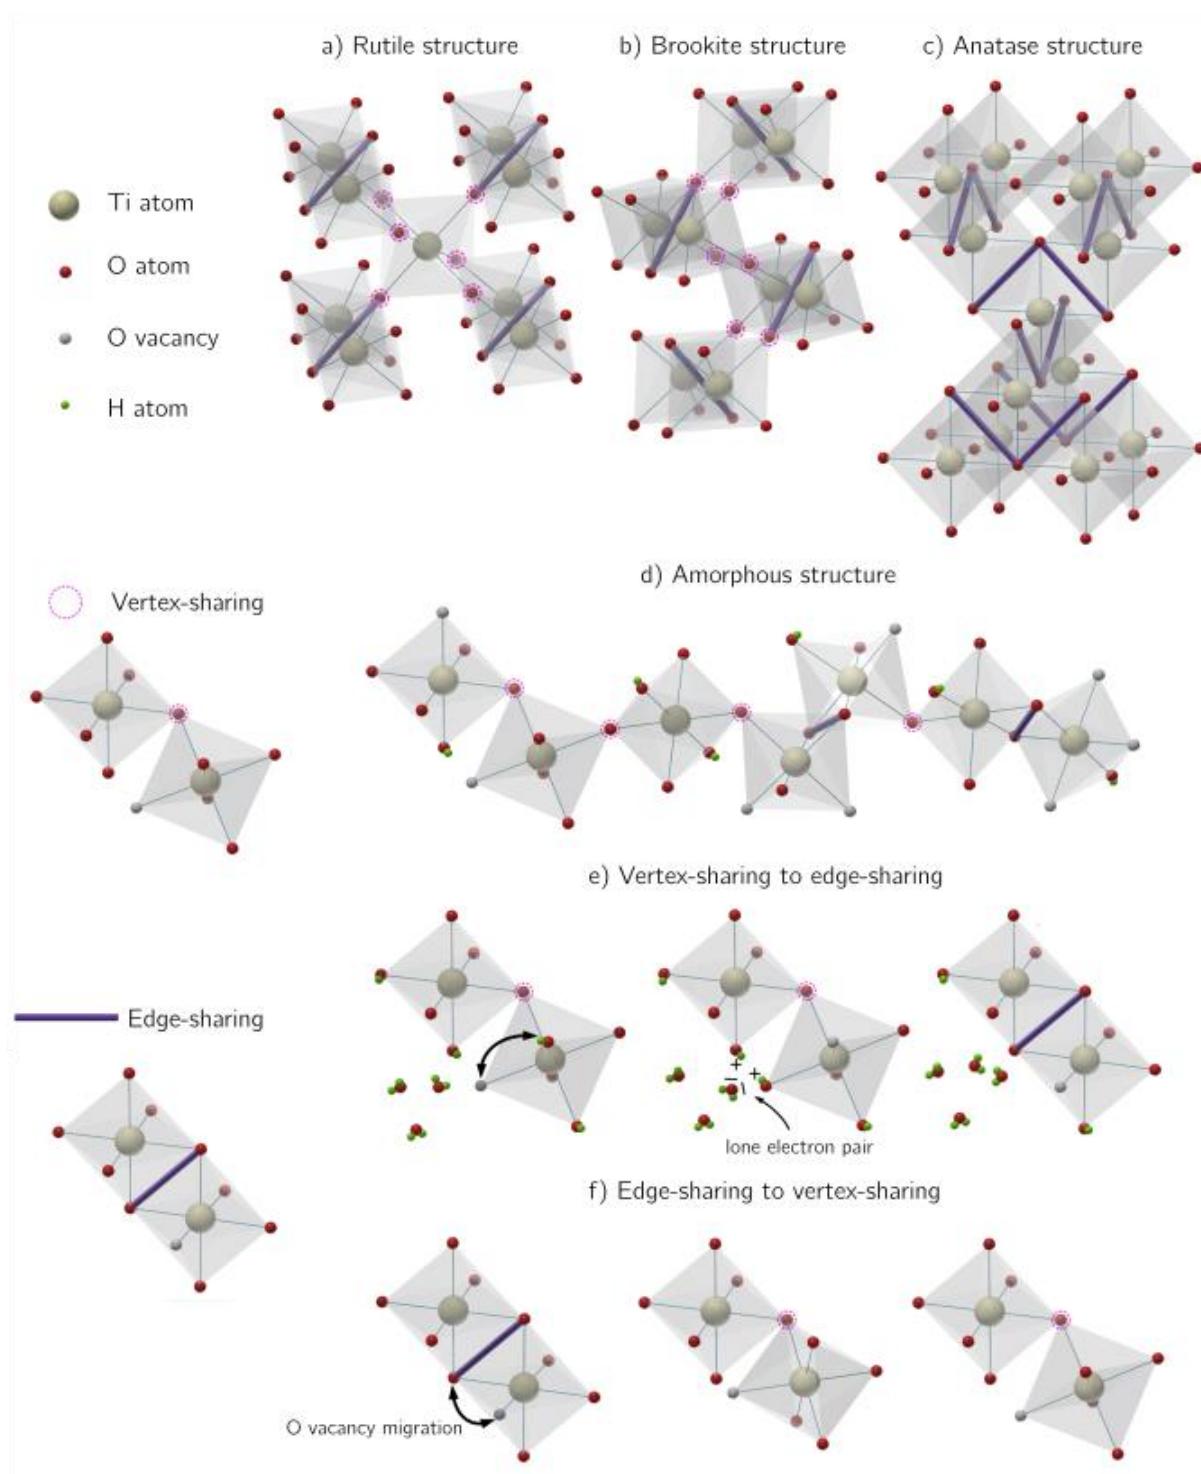 a) Rutile structure
b) Brookite structure
c) Anatase structure
Ti atom
O atom
O vacancy
H atom
d) Amorphous structure
Vertex-sharing
e) Vertex-sharing to edge-sharing
Edge-sharing
+
+
−
lone electron pair
f) Edge-sharing to vertex-sharing
O vacancy migration